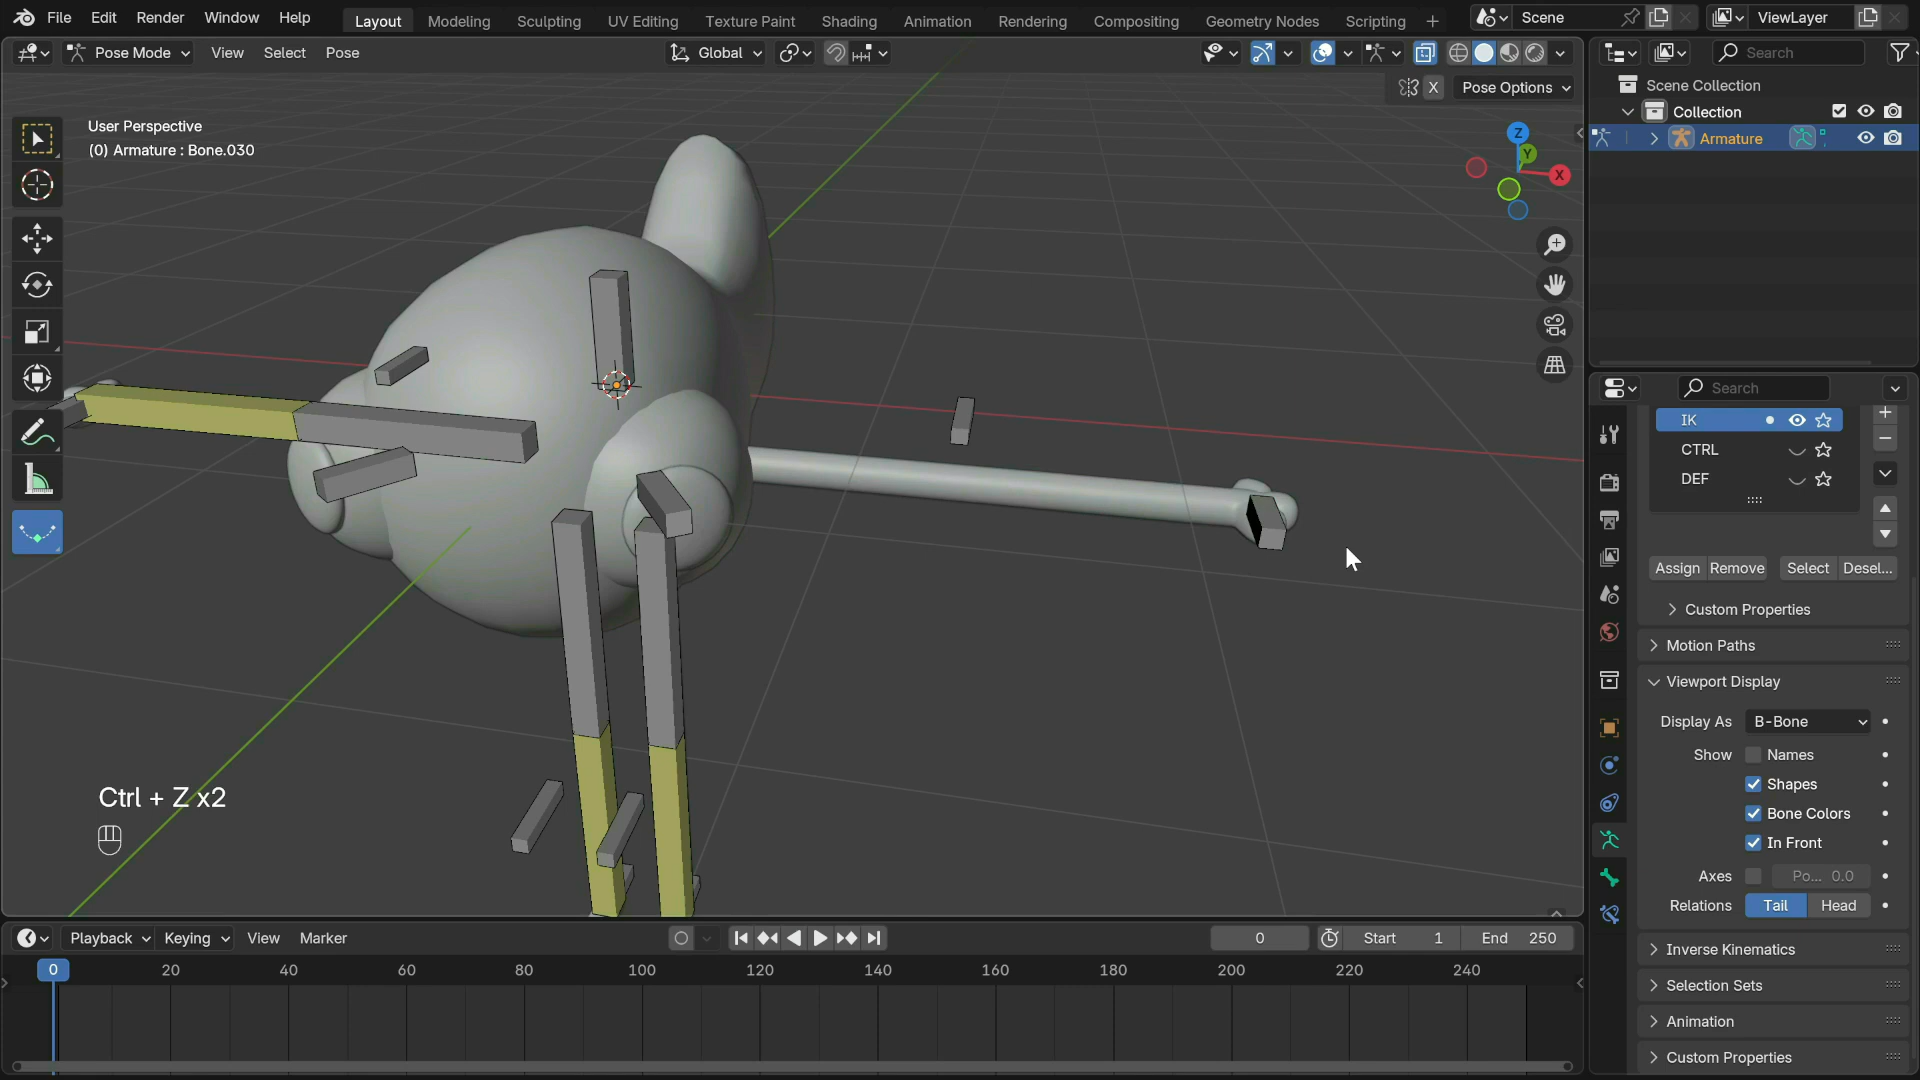 File Edit Render Window Help Layout Modeling Sculpting UV Editing Texture Paint Shading Animation Rendering Compositing Geometry Nodes Scripting + Scene ViewLayer
Pose Mode View Select Pose Global Search
X Pose Options
Scene Collection
Collection
Armature
User Perspective
(0) Armature : Bone.030
Z
Y
X
Search
IK
CTRL
DEF
Assign Remove Select Desel...
Custom Properties
Motion Paths
Viewport Display
Display As B-Bone
Show Names
Shapes
Bone Colors
In Front
Axes Po... 0.0
Relations Tail Head
Inverse Kinematics
Selection Sets
Animation
Custom Properties
Ctrl + Z x2
Playback Keying View Marker 0 Start 1 End 250
0 20 40 60 80 100 120 140 160 180 200 220 240